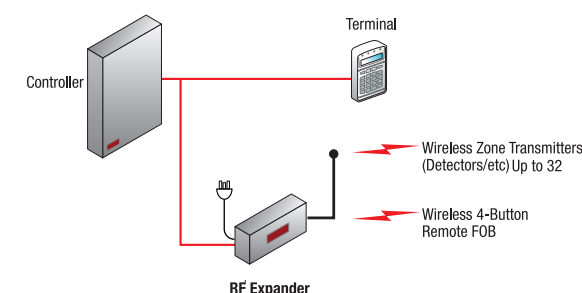 Terminal
Controller
Wireless Zone Transmitters
(Detectors/etc) Up to 32
Wireless 4-Button
Remote FOB
RF Expander